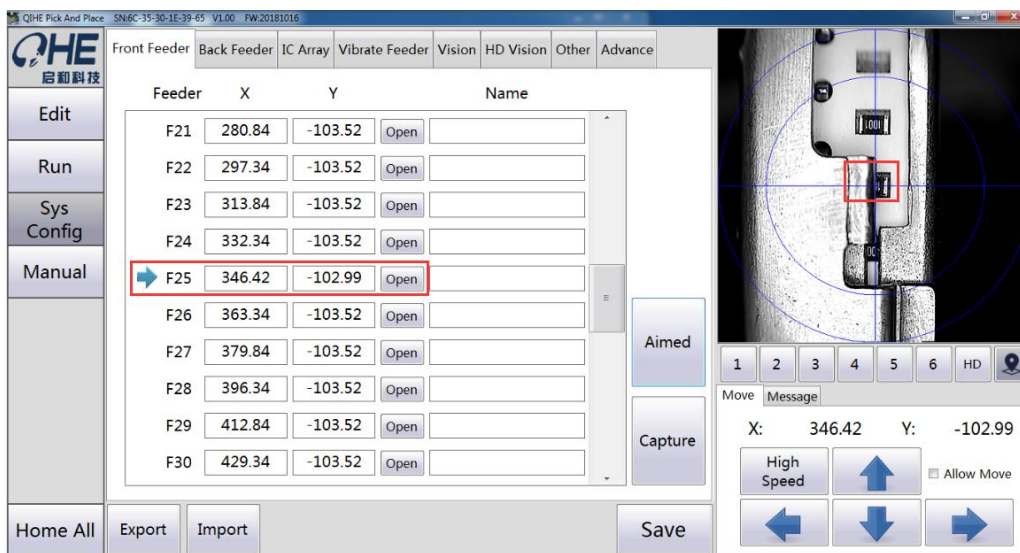 QIHE Pick And Place SN:6C-35-30-1E-39-65 V1.00 FW:20181016
QHE
启和科技
Edit
Run
Sys
Config
Manual
Home All
Front Feeder Back Feeder IC Array Vibrate Feeder Vision HD Vision Other Advance
Feeder X Y Name
F21 280.84 -103.52 Open
F22 297.34 -103.52 Open
F23 313.84 -103.52 Open
F24 332.34 -103.52 Open
F25 346.42 -102.99 Open
F26 363.34 -103.52 Open
F27 379.84 -103.52 Open
F28 396.34 -103.52 Open
F29 412.84 -103.52 Open
F30 429.34 -103.52 Open
Aimed
Capture
Export Import Save
1001
1 2 3 4 5 6 HD
Move Message
X: 346.42 Y: -102.99
High
Speed
Allow Move